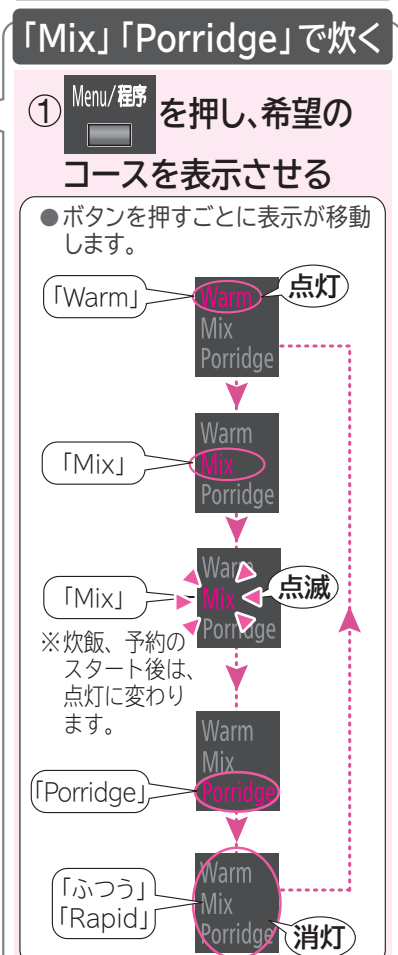 「Mix」「Porridge」で炊く
① Menu/程序 を押し、希望の
コースを表示させる
●ボタンを押すごとに表示が移動
します。
「Warm」
Warm
Mix
Porridge
点灯
「Mix」
Warm
Mix
Porridge
「Mix」
Warm
Mix
Porridge
点滅
※炊飯、予約の
スタート後は、
点灯に変わり
ます。
「Porridge」
Warm
Mix
Porridge
「ふつう」
「Rapid」
Warm
Mix
Porridge
消灯